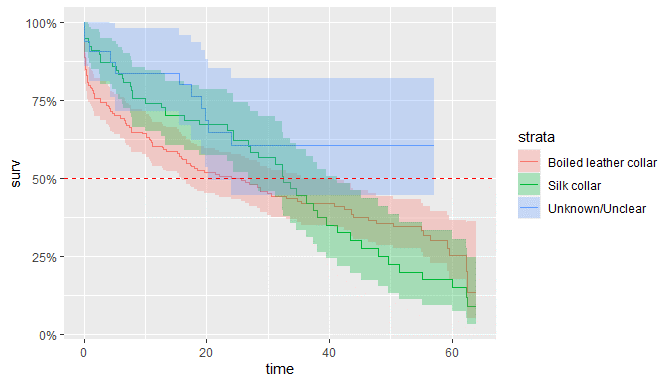 100%
75%
50%
25%
0%
surv
0
20
40
60
time
strata
Boiled leather collar
Silk collar
Unknown/Unclear